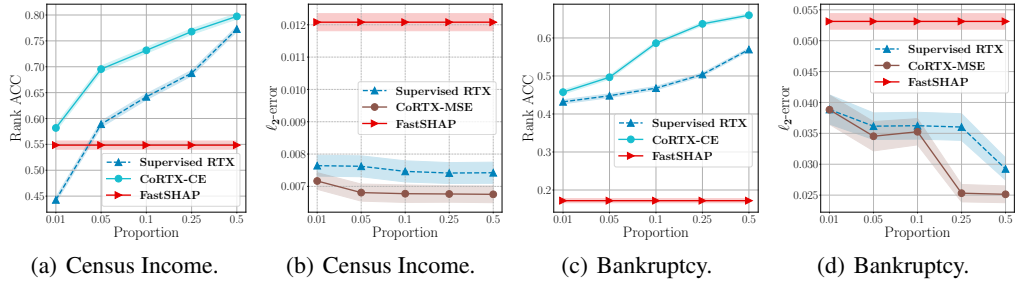 0.80
0.75
0.70
0.65
0.60
0.55
0.50
0.45
Rank ACC
Supervised RTX
CoRTX-CE
FastSHAP
0.01 0.05 0.1 0.25 0.5
Proportion
(a) Census Income.
0.012
0.011
0.010
0.009
0.008
0.007
ℓ2-error
Supervised RTX
CoRTX-MSE
FastSHAP
0.01 0.05 0.1 0.25 0.5
Proportion
(b) Census Income.
0.6
0.5
0.4
0.3
0.2
Rank ACC
Supervised RTX
CoRTX-CE
FastSHAP
0.01 0.05 0.1 0.25 0.5
Proportion
(c) Bankruptcy.
0.055
0.050
0.045
0.040
0.035
0.030
0.025
ℓ2-error
Supervised RTX
CoRTX-MSE
FastSHAP
0.01 0.05 0.1 0.25 0.5
Proportion
(d) Bankruptcy.